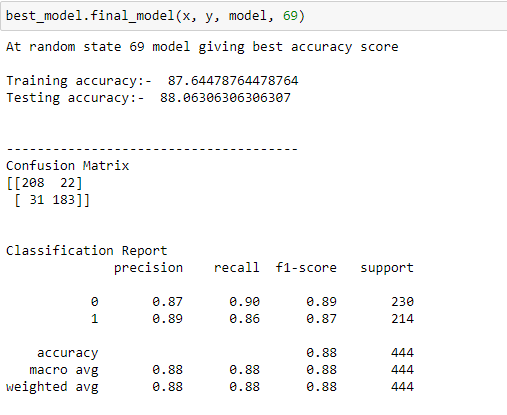 best_model.final_model(x, y, model, 69)
At random state 69 model giving best accuracy score
Training accuracy:-  87.64478764478764
Testing accuracy:-  88.06306306306307
--------------------------------------
Confusion Matrix
[[208  22]
 [ 31 183]]
Classification Report
              precision    recall  f1-score   support
           0       0.87      0.90      0.89       230
           1       0.89      0.86      0.87       214
    accuracy                           0.88       444
   macro avg       0.88      0.88      0.88       444
weighted avg       0.88      0.88      0.88       444